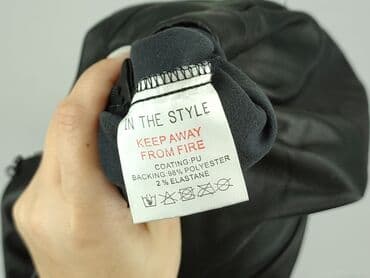 IN THE STYLE
KEEP AWAY
FROM FIRE
COATING:PU
BACKING:98% POLYESTER
2% ELASTANE